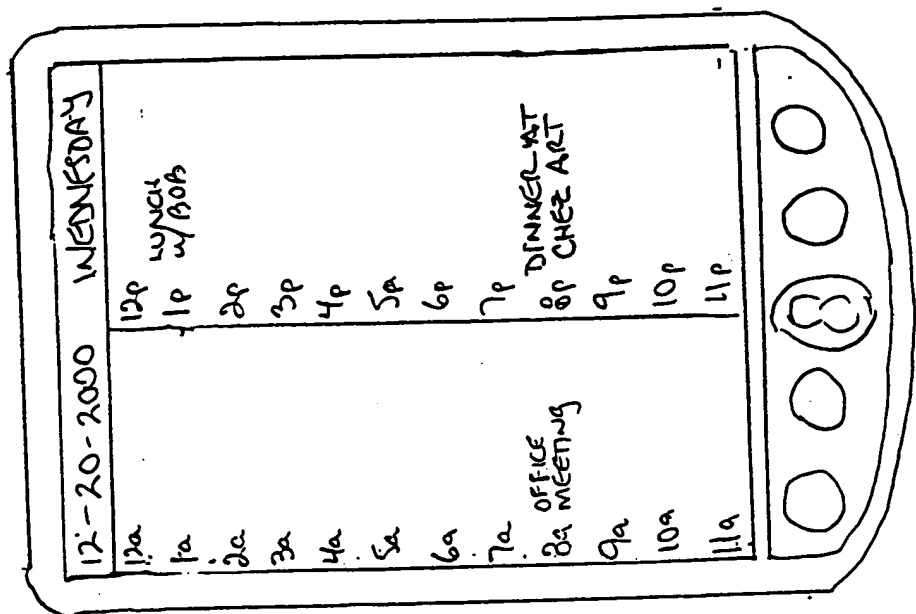 12-20-2000 WEDNESDAY
12a
1a
2a
3a
4a
5a
6a
7a
8a OFFICE
MEETING
9a
10a
11a
12p
1p LUNCH
w/ BOB
2p
3p
4p
5p
6p
7p
8p DINNER AT
CHEZ ART
9p
10p
11p